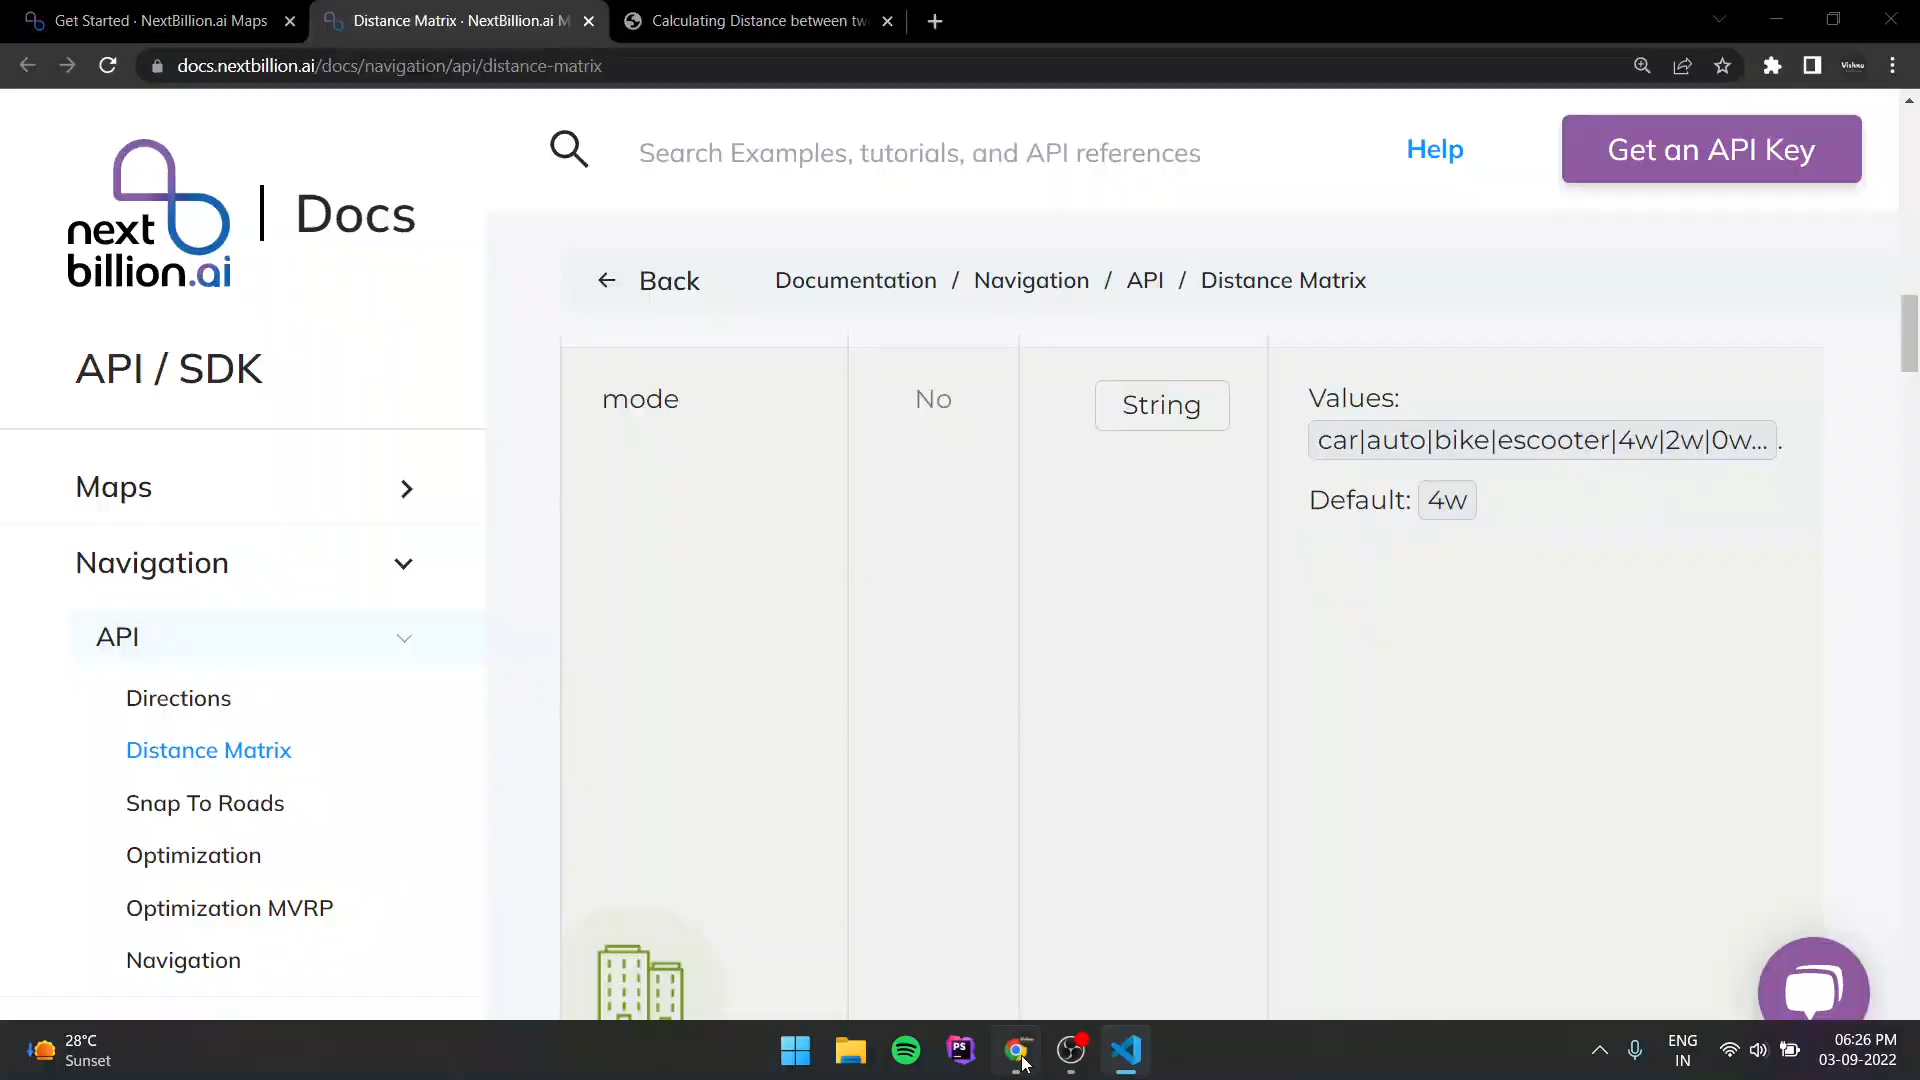 Get Started · NextBillion.ai Maps
Distance Matrix · NextBillion.ai M
Calculating Distance between tw
docs.nextbillion.ai/docs/navigation/api/distance-matrix
Vishnu
next
billion.ai
Docs
Search Examples, tutorials, and API references
Help
Get an API Key
Back
Documentation / Navigation / API / Distance Matrix
API / SDK
mode
No
String
Values:
car|auto|bike|escooter|4w|2w|0w... .
Default: 4w
Maps
Navigation
API
Directions
Distance Matrix
Snap To Roads
Optimization
Optimization MVRP
Navigation
28°C
Sunset
PS
ENG
IN
06:26 PM
03-09-2022